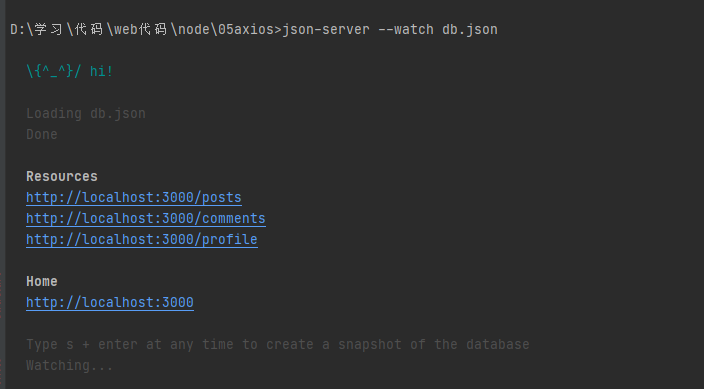 D:\学习\代码\web代码\node\05axios>json-server --watch db.json
\{^_^}/ hi!
Loading db.json
Done
Resources
http://localhost:3000/posts
http://localhost:3000/comments
http://localhost:3000/profile
Home
http://localhost:3000
Type s + enter at any time to create a snapshot of the database
Watching...